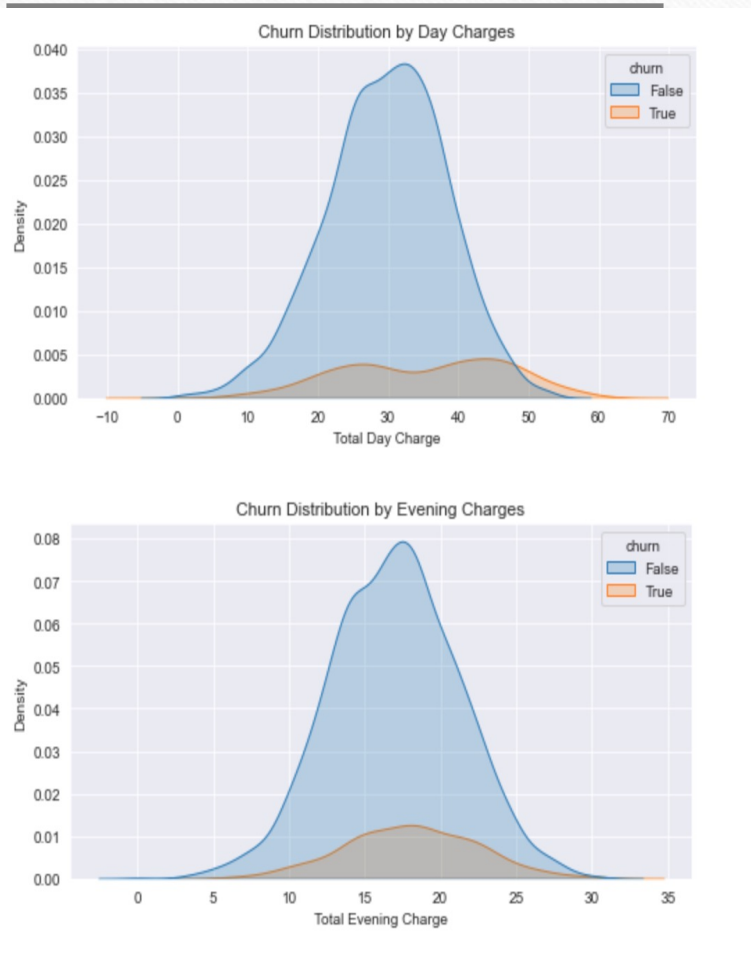 Churn Distribution by Day Charges
churn
False
True
0.040
0.035
0.030
0.025
0.020
0.015
0.010
0.005
0.000
Density
−10 0 10 20 30 40 50 60 70
Total Day Charge
Churn Distribution by Evening Charges
churn
False
True
0.08
0.07
0.06
0.05
0.04
0.03
0.02
0.01
0.00
Density
0 5 10 15 20 25 30 35
Total Evening Charge